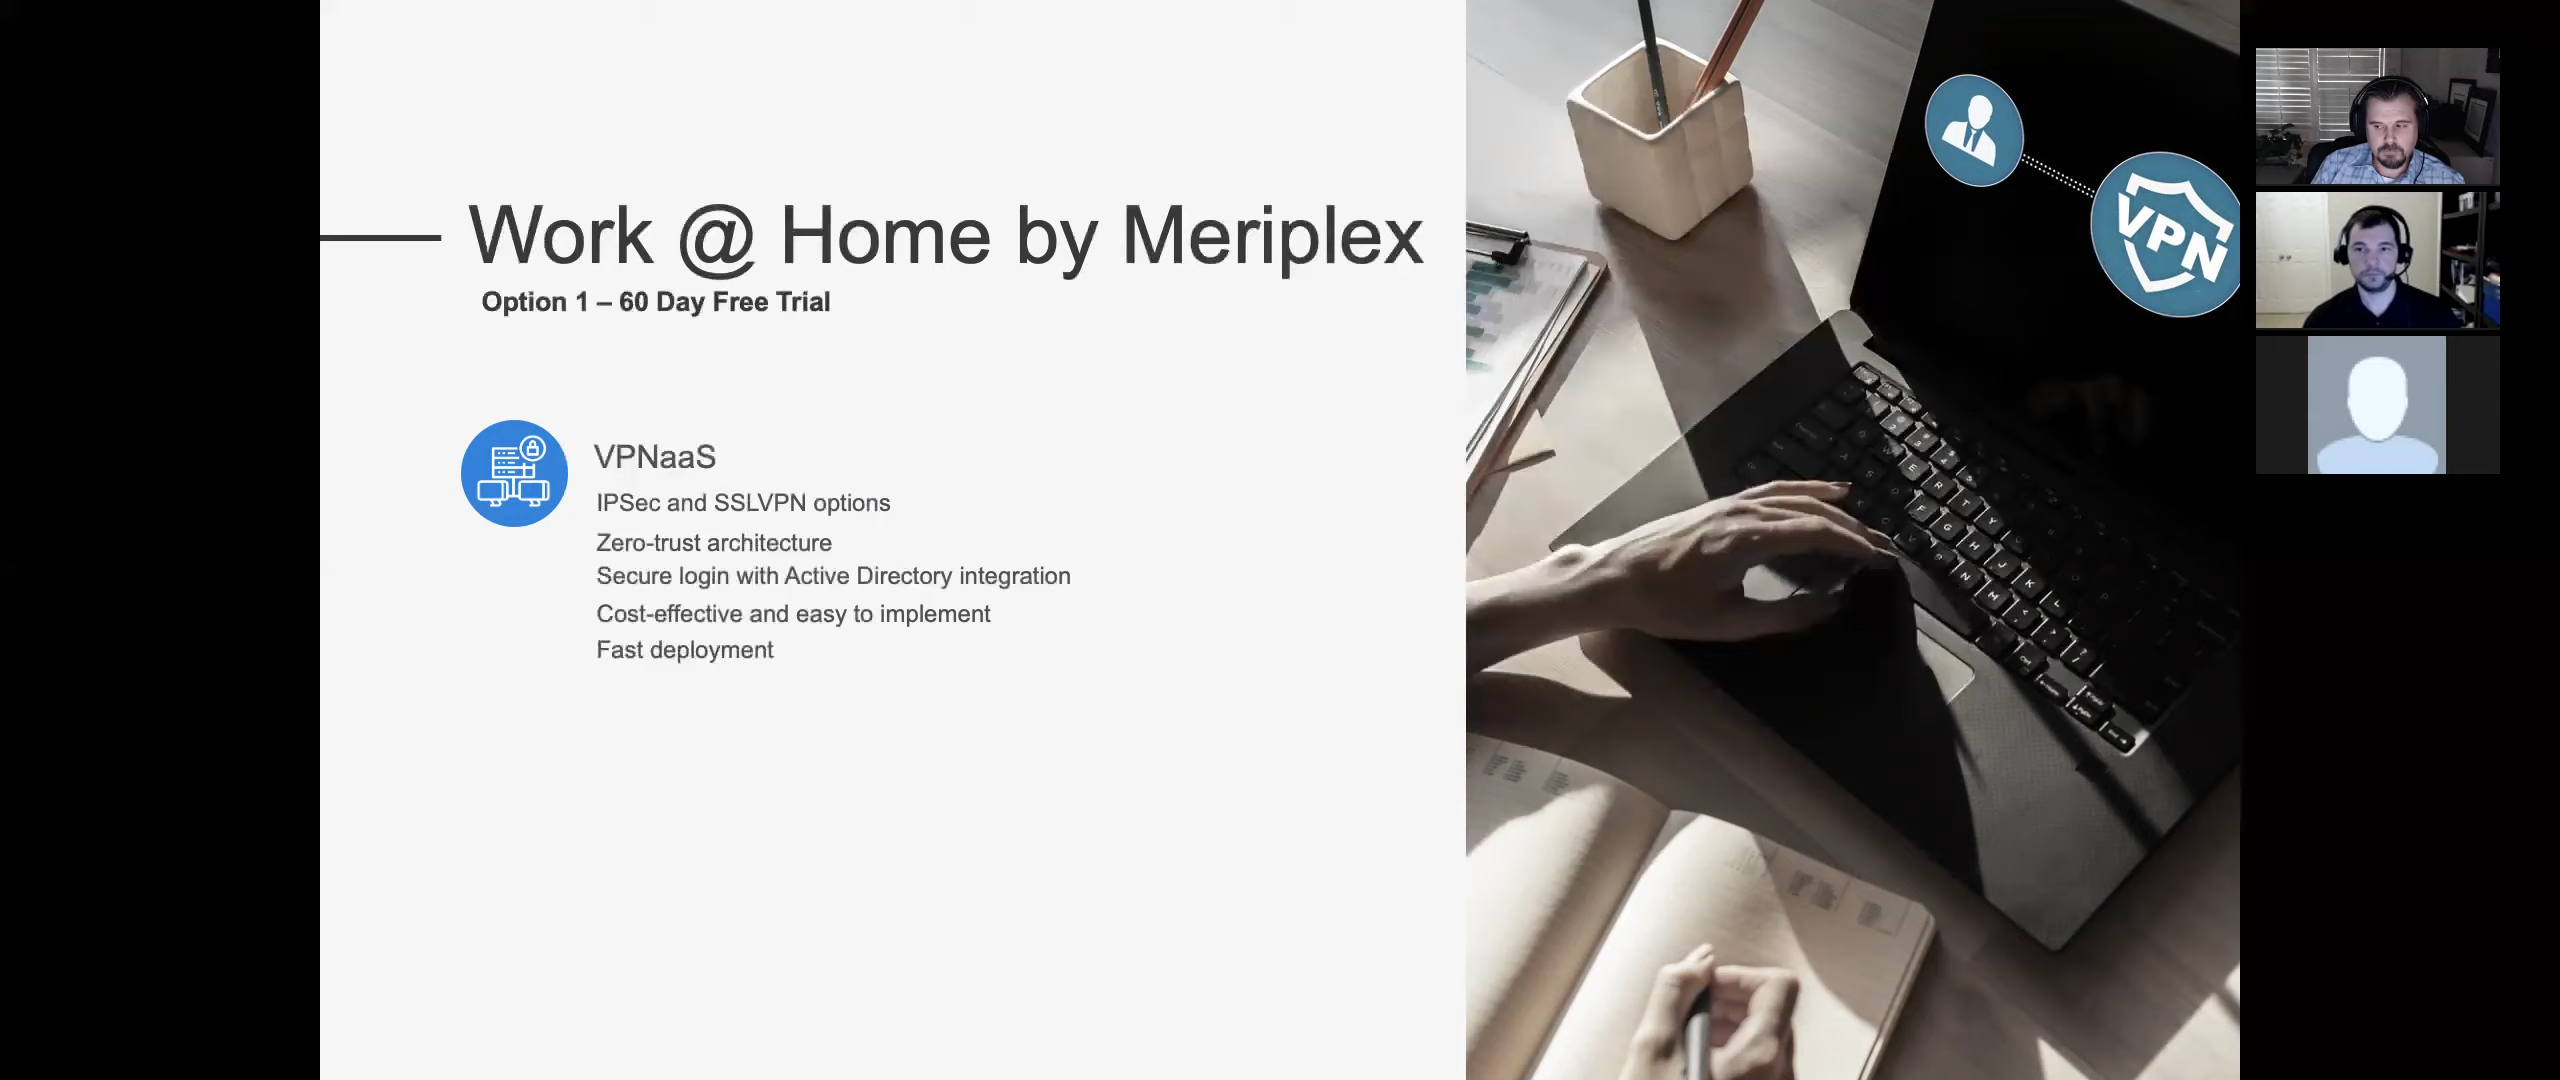 Work @ Home by Meriplex
Option 1 – 60 Day Free Trial
VPNaaS
IPSec and SSLVPN options
Zero-trust architecture
Secure login with Active Directory integration
Cost-effective and easy to implement
Fast deployment
VPN